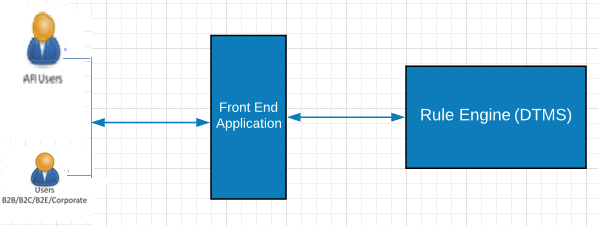 API Users
Front End
Application
Rule Engine (DTMS)
Users
B2B/B2C/B2E/Corporate